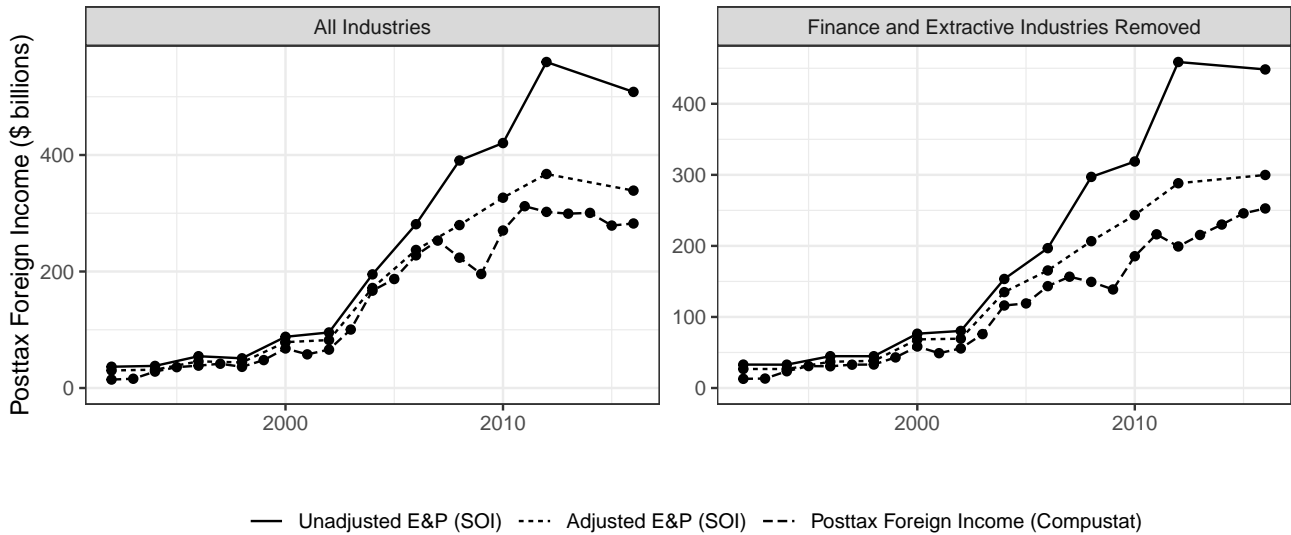 All Industries
Finance and Extractive Industries Removed
Posttax Foreign Income ($ billions)
400
200
0
2000
2010
400
300
200
100
0
2000
2010
Unadjusted E&P (SOI)
Adjusted E&P (SOI)
Posttax Foreign Income (Compustat)